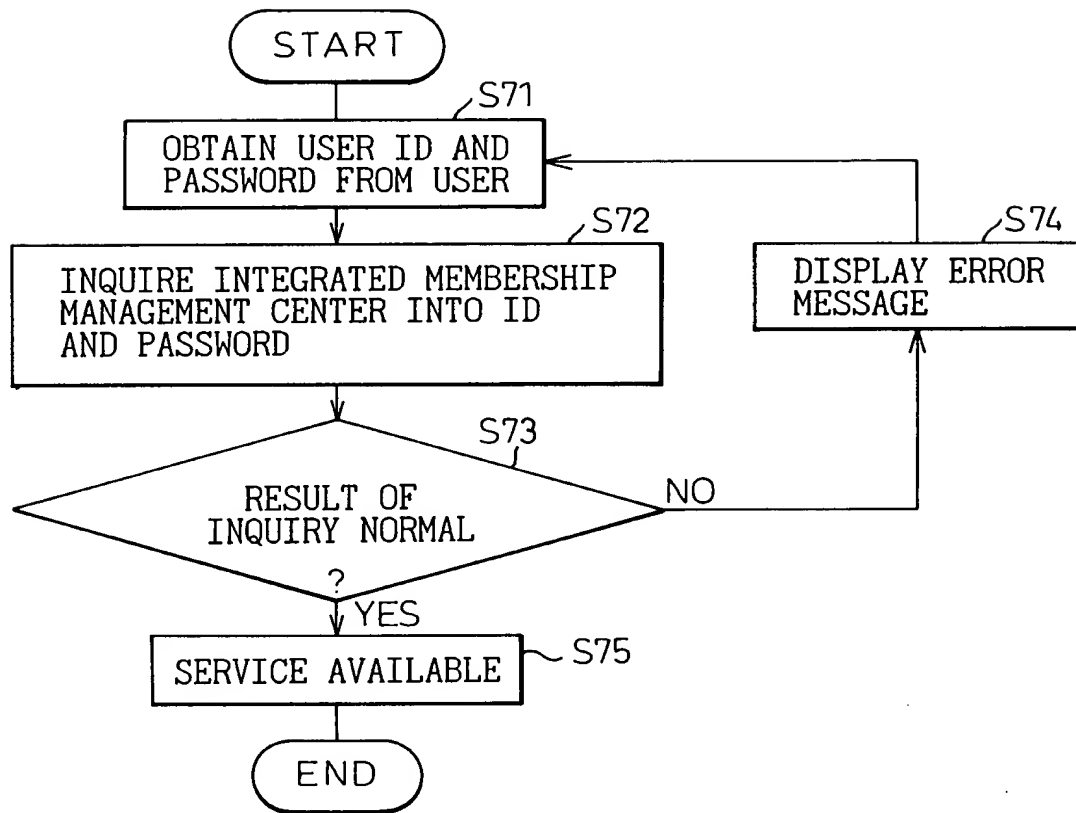 START
S71
OBTAIN USER ID AND
PASSWORD FROM USER
S72
INQUIRE INTEGRATED MEMBERSHIP
MANAGEMENT CENTER INTO ID
AND PASSWORD
S74
DISPLAY ERROR
MESSAGE
S73
RESULT OF
INQUIRY NORMAL
?
NO
YES
S75
SERVICE AVAILABLE
END